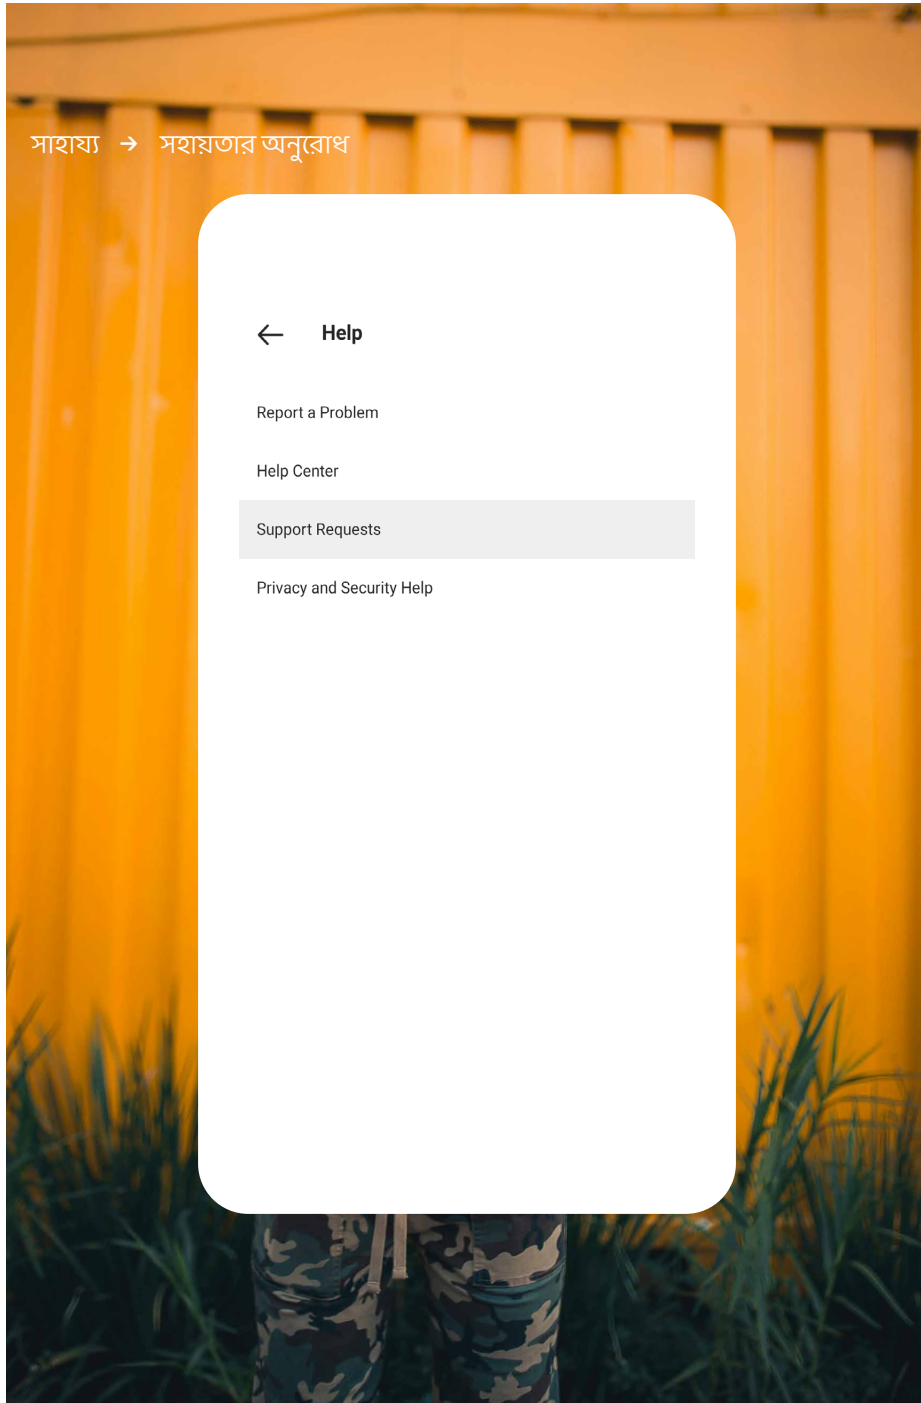 সাহায্য → সহায়তার অনুরোধ
← Help
Report a Problem
Help Center
Support Requests
Privacy and Security Help